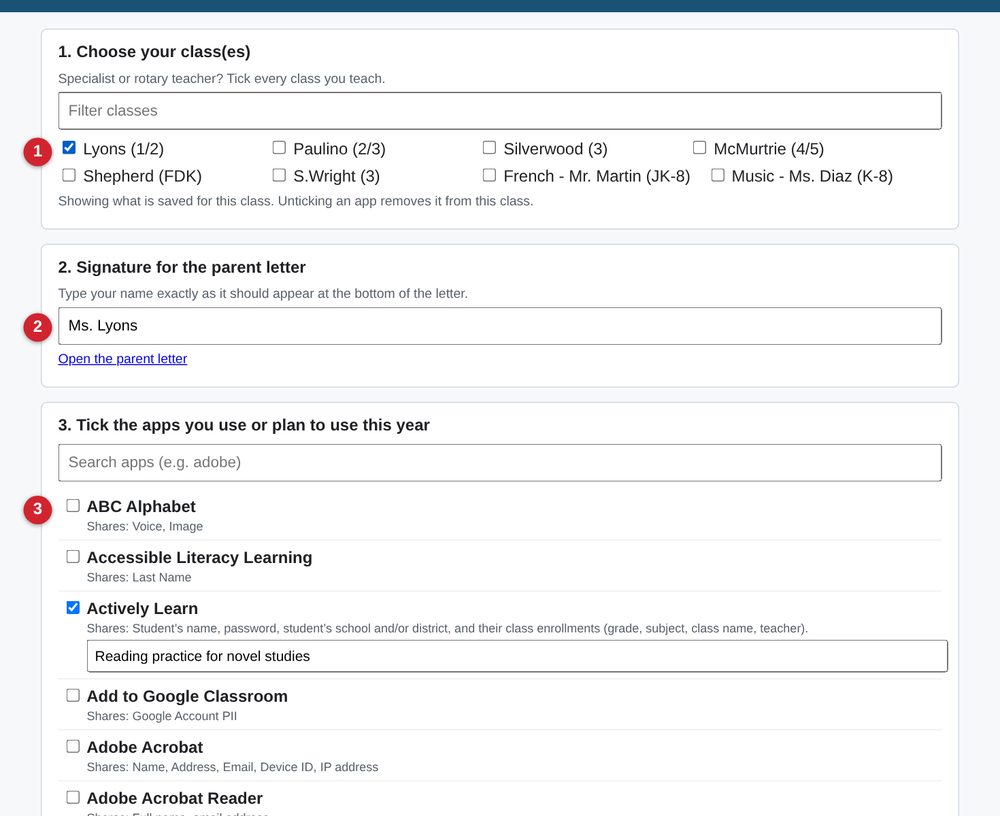 1. Choose your class(es)
Specialist or rotary teacher? Tick every class you teach.
Filter classes
1
Lyons (1/2) Paulino (2/3) Silverwood (3) McMurtrie (4/5)
Shepherd (FDK) S.Wright (3) French - Mr. Martin (JK-8) Music - Ms. Diaz (K-8)
Showing what is saved for this class. Unticking an app removes it from this class.
2. Signature for the parent letter
Type your name exactly as it should appear at the bottom of the letter.
2
Ms. Lyons
Open the parent letter
3. Tick the apps you use or plan to use this year
Search apps (e.g. adobe)
3
ABC Alphabet
Shares: Voice, Image
Accessible Literacy Learning
Shares: Last Name
Actively Learn
Shares: Student's name, password, student's school and/or district, and their class enrollments (grade, subject, class name, teacher).
Reading practice for novel studies
Add to Google Classroom
Shares: Google Account PII
Adobe Acrobat
Shares: Name, Address, Email, Device ID, IP address
Adobe Acrobat Reader